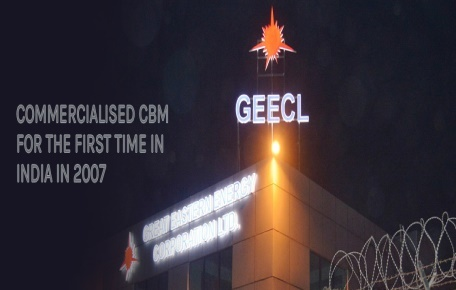 GEECL
COMMERCIALISED CBM
FOR THE FIRST TIME IN
INDIA IN 2007
GREAT EASTERN ENERGY
CORPORATION LTD.